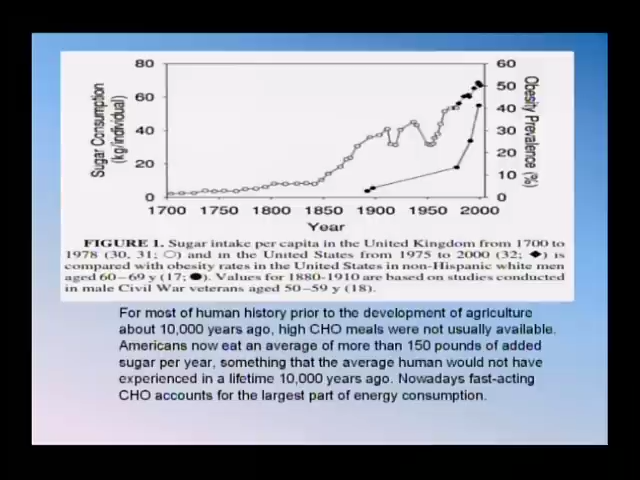 80
60
60
50
60
40
40
30
20
20
10
0
0
Sugar Consumption
(kg/individual)
Obesity Prevalence (%)
1700 1750 1800 1850 1900 1950 2000
Year
FIGURE 1. Sugar intake per capita in the United Kingdom from 1700 to
1978 (30, 31; ○) and in the United States from 1975 to 2000 (32; ◆) is
compared with obesity rates in the United States in non-Hispanic white men
aged 60–69 y (17; ●). Values for 1880-1910 are based on studies conducted
in male Civil War veterans aged 50–59 y (18).
For most of human history prior to the development of agriculture
about 10,000 years ago, high CHO meals were not usually available.
Americans now eat an average of more than 150 pounds of added
sugar per year, something that the average human would not have
experienced in a lifetime 10,000 years ago. Nowadays fast-acting
CHO accounts for the largest part of energy consumption.